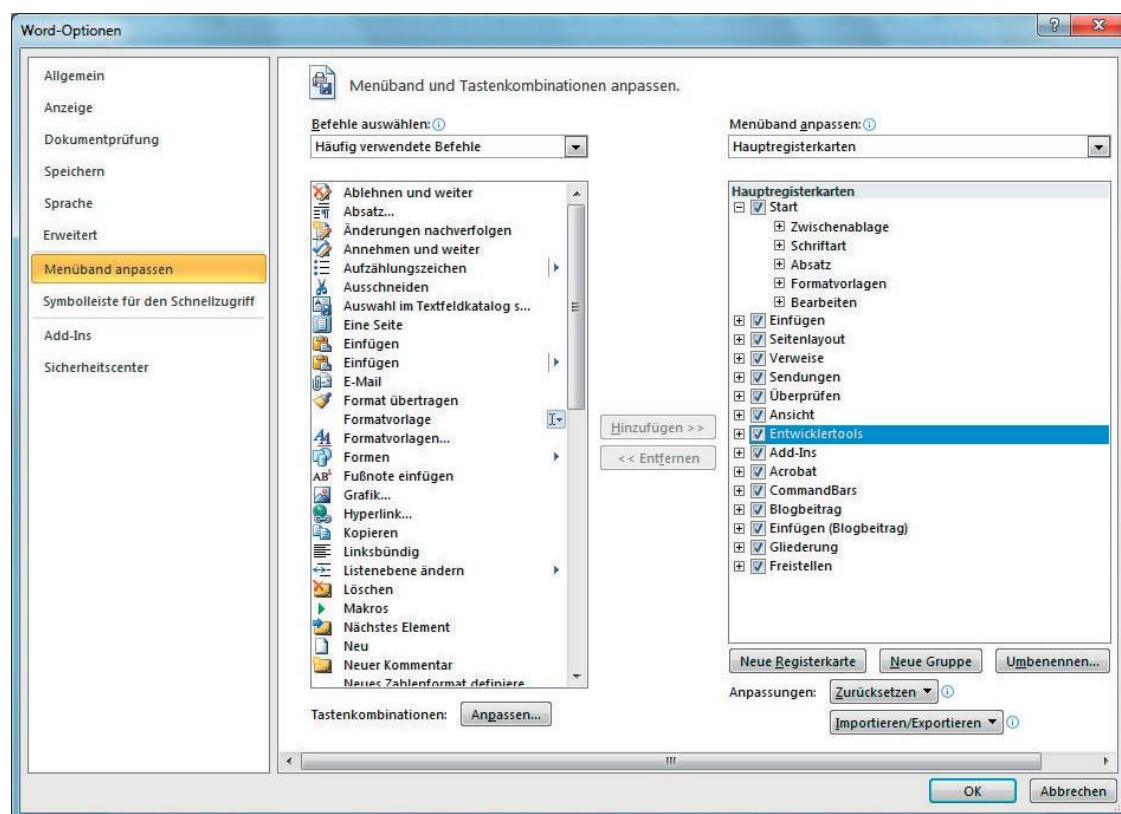 Word-Optionen
Allgemein
Anzeige
Dokumentprüfung
Speichern
Sprache
Erweitert
Menüband anpassen
Symbolleiste für den Schnellzugriff
Add-Ins
Sicherheitscenter
Menüband und Tastenkombinationen anpassen.
Befehle auswählen:
Häufig verwendete Befehle
Ablehnen und weiter
Absatz...
Änderungen nachverfolgen
Annehmen und weiter
Aufzählungszeichen
Ausschneiden
Auswahl im Textfeldkatalog s...
Eine Seite
Einfügen
Einfügen
E-Mail
Format übertragen
Formatvorlage
Formatvorlagen...
Formen
Fußnote einfügen
Grafik...
Hyperlink...
Kopieren
Linksbündig
Listenebene ändern
Löschen
Makros
Nächstes Element
Neu
Neuer Kommentar
Neues Zahlenformat definiere
Tastenkombinationen: Anpassen...
Hinzufügen >>
<< Entfernen
Menüband anpassen:
Hauptregisterkarten
Hauptregisterkarten
Start
Zwischenablage
Schriftart
Absatz
Formatvorlagen
Bearbeiten
Einfügen
Seitenlayout
Verweise
Sendungen
Überprüfen
Ansicht
Entwicklertools
Add-Ins
Acrobat
CommandBars
Blogbeitrag
Einfügen (Blogbeitrag)
Gliederung
Freistellen
Neue Registerkarte Neue Gruppe Umbenennen...
Anpassungen: Zurücksetzen
Importieren/Exportieren
OK Abbrechen